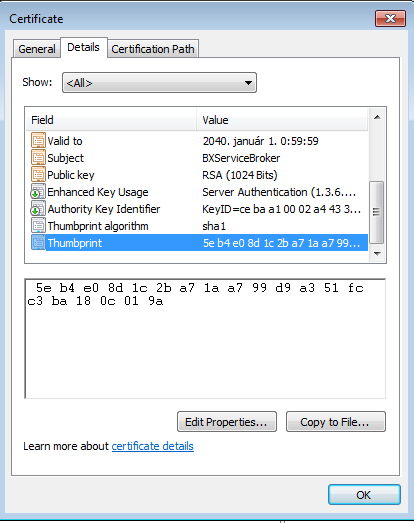 Certificate
General Details Certification Path
Show: <All>
Field Value
Valid to 2040. január 1. 0:59:59
Subject BXServiceBroker
Public key RSA (1024 Bits)
Enhanced Key Usage Server Authentication (1.3.6....
Authority Key Identifier KeyID=ce ba a1 00 02 a4 43 3...
Thumbprint algorithm sha1
Thumbprint 5e b4 e0 8d 1c 2b a7 1a a7 99...
5e b4 e0 8d 1c 2b a7 1a a7 99 d9 a3 51 fc
c3 ba 18 0c 01 9a
Edit Properties... Copy to File...
Learn more about certificate details
OK